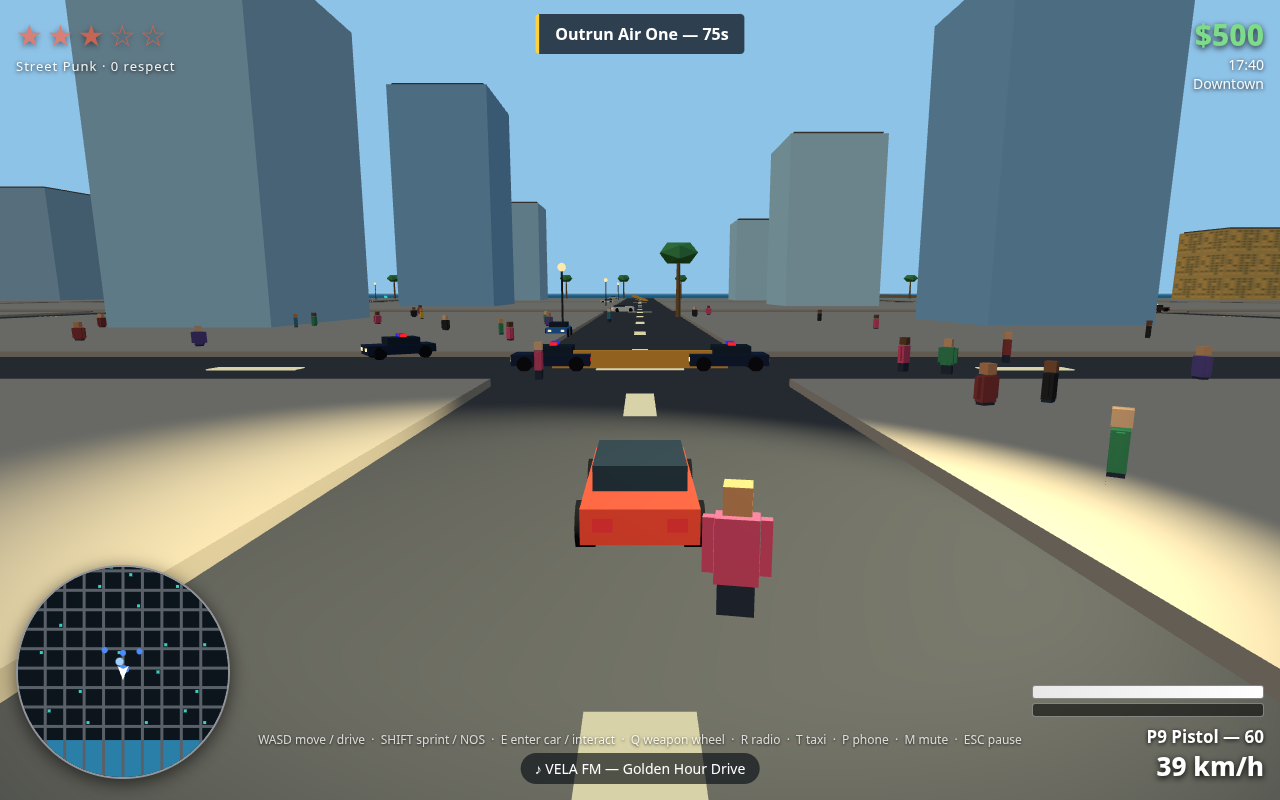 ★ ★ ★ ☆ ☆
Street Punk · 0 respect
Outrun Air One — 75s
$500
17:40
Downtown
WASD move / drive · SHIFT sprint / NOS · E enter car / interact · Q weapon wheel · R radio · T taxi · P phone · M mute · ESC pause
♪ VELA FM — Golden Hour Drive
P9 Pistol — 60
39 km/h